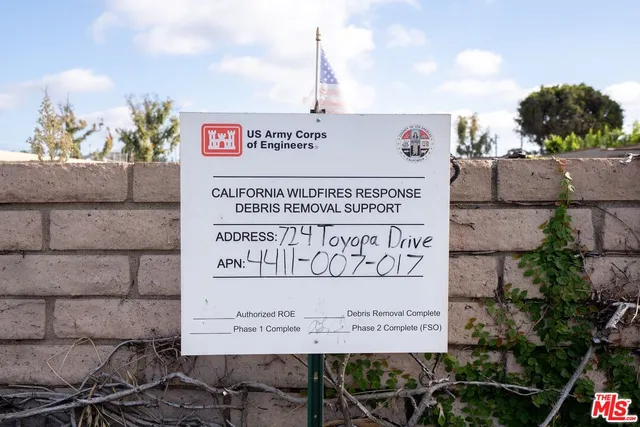 US Army Corps
of Engineers®
CALIFORNIA WILDFIRES RESPONSE
DEBRIS REMOVAL SUPPORT
ADDRESS: 724 Toyopa Drive
APN: 4411-007-017
Authorized ROE Debris Removal Complete
Phase 1 Complete Phase 2 Complete (FSO)
THE
MLS